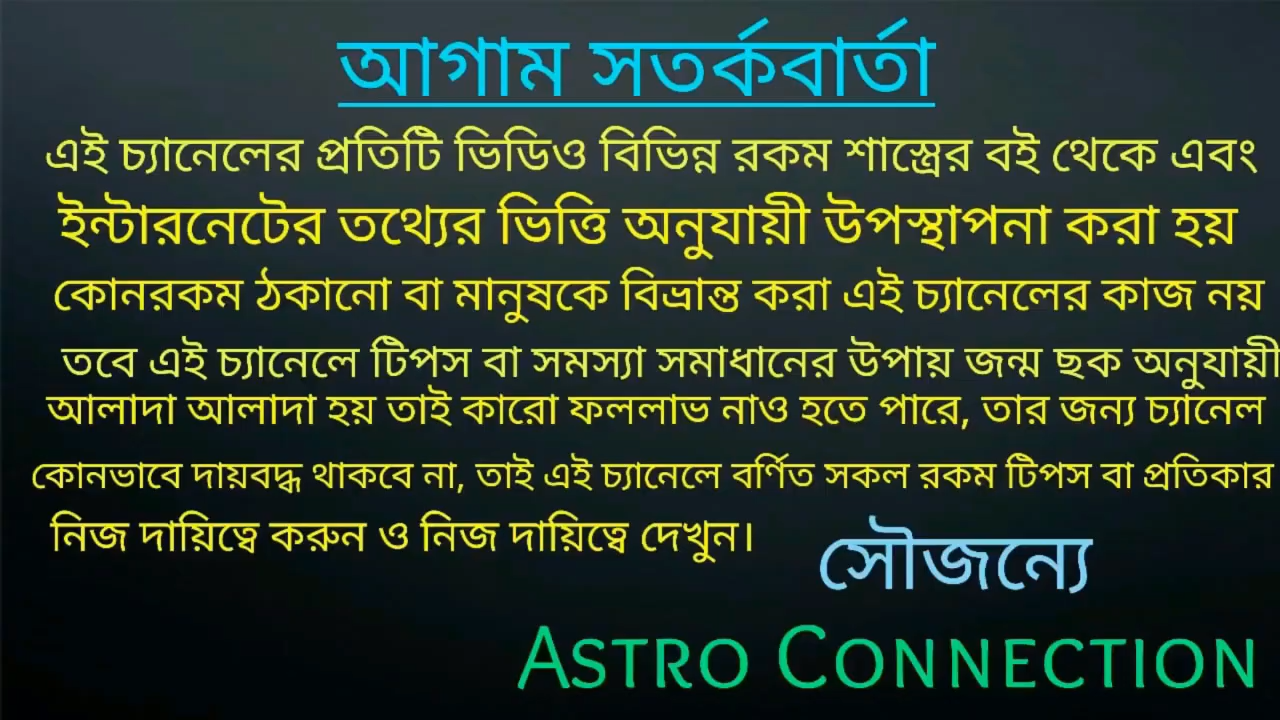 আগাম সতর্কবার্তা
এই চ্যানেলের প্রতিটি ভিডিও বিভিন্ন রকম শাস্ত্রের বই থেকে এবং
ইন্টারনেটের তথ্যের ভিত্তি অনুযায়ী উপস্থাপনা করা হয়
কোনরকম ঠকানো বা মানুষকে বিভ্রান্ত করা এই চ্যানেলের কাজ নয়
তবে এই চ্যানেলে টিপস বা সমস্যা সমাধানের উপায় জন্ম ছক অনুযায়ী
আলাদা আলাদা হয় তাই কারো ফললাভ নাও হতে পারে, তার জন্য চ্যানেল
কোনভাবে দায়বদ্ধ থাকবে না, তাই এই চ্যানেলে বর্ণিত সকল রকম টিপস বা প্রতিকার
নিজ দায়িত্বে করুন ও নিজ দায়িত্বে দেখুন।
সৌজন্যে
ASTRO CONNECTION